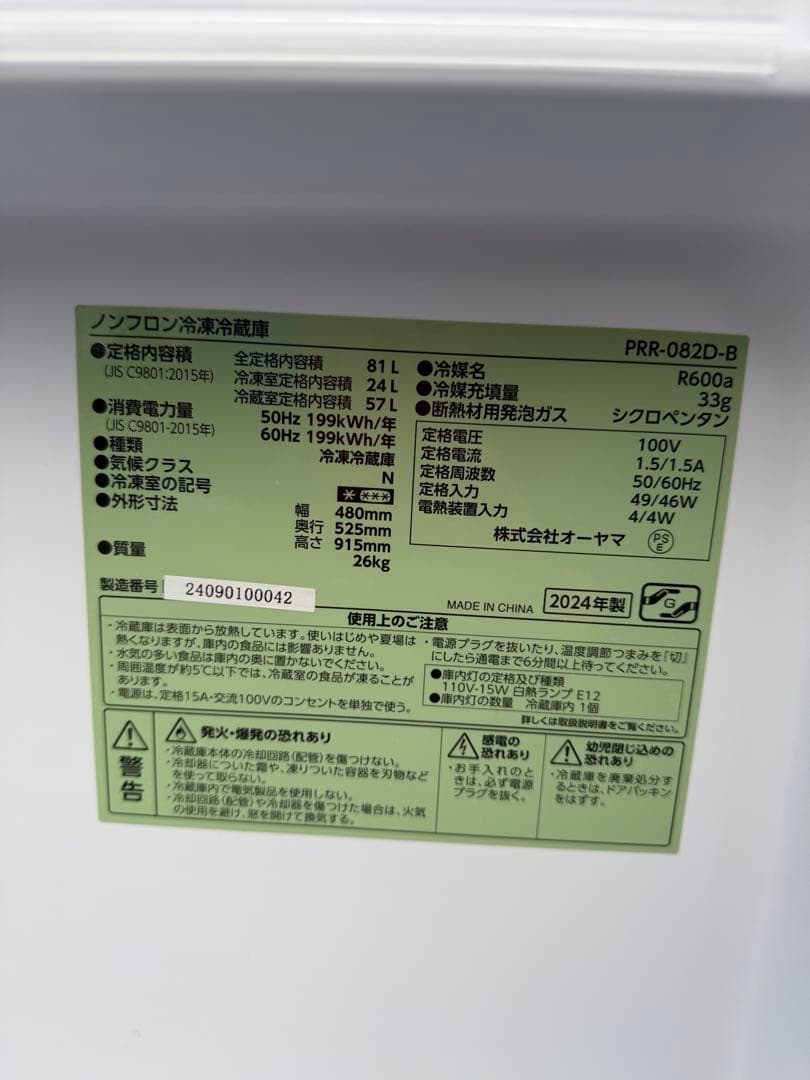 ノンフロン冷凍冷蔵庫
PRR-082D-B
●定格内容積
(JIS C9801:2015年)
全定格内容積 81 L
冷凍室定格内容積 24 L
冷蔵室定格内容積 57 L
●消費電力量
(JIS C9801-2015年)
50Hz 199kWh/年
60Hz 199kWh/年
●種類 冷凍冷蔵庫
●気候クラス N
●冷凍室の記号
●外形寸法
幅 480mm
奥行 525mm
高さ 915mm
●質量 26kg
●冷媒名 R600a
●冷媒充填量 33g
●断熱材用発泡ガス シクロペンタン
定格電圧 100V
定格電流 1.5/1.5A
定格周波数 50/60Hz
定格入力 49/46W
電熱装置入力 4/4W
株式会社オーヤマ
PS
E
製造番号 24090100042
MADE IN CHINA
2024年製
G
使用上のご注意
・冷蔵庫は表面から放熱しています。使いはじめや夏場は
熱くなりますが、庫内の食品には影響ありません。
・水気の多い食品は庫内の奥に置かないでください。
・周囲温度が約5℃以下では、冷蔵室の食品が凍ることが
あります。
・電源は、定格15A・交流100Vのコンセントを単独で使う。
・電源プラグを抜いたり、温度調節つまみを「切」
にしたら通電まで6分間以上待ってください。
●庫内灯の定格及び種類
110V-15W 白熱ランプ E12
●庫内灯の数量 冷蔵庫内 1個
詳しくは取扱説明書をご覧ください。
警告
発火・爆発の恐れあり
・冷蔵庫本体の冷却回路(配管)を傷つけない。
・冷却器についた霜や、凍りついた容器を刃物など
を使って取らない。
・冷蔵庫内で電気製品を使用しない。
・冷却回路(配管)や冷却器を傷つけた場合は、火気
の使用を避け、窓を開けて換気する。
感電の
恐れあり
・お手入れのと
きは、必ず電源
プラグを抜く。
幼児閉じ込めの
恐れあり
・冷蔵庫を廃棄処分す
るときは、ドアパッキン
をはずす。